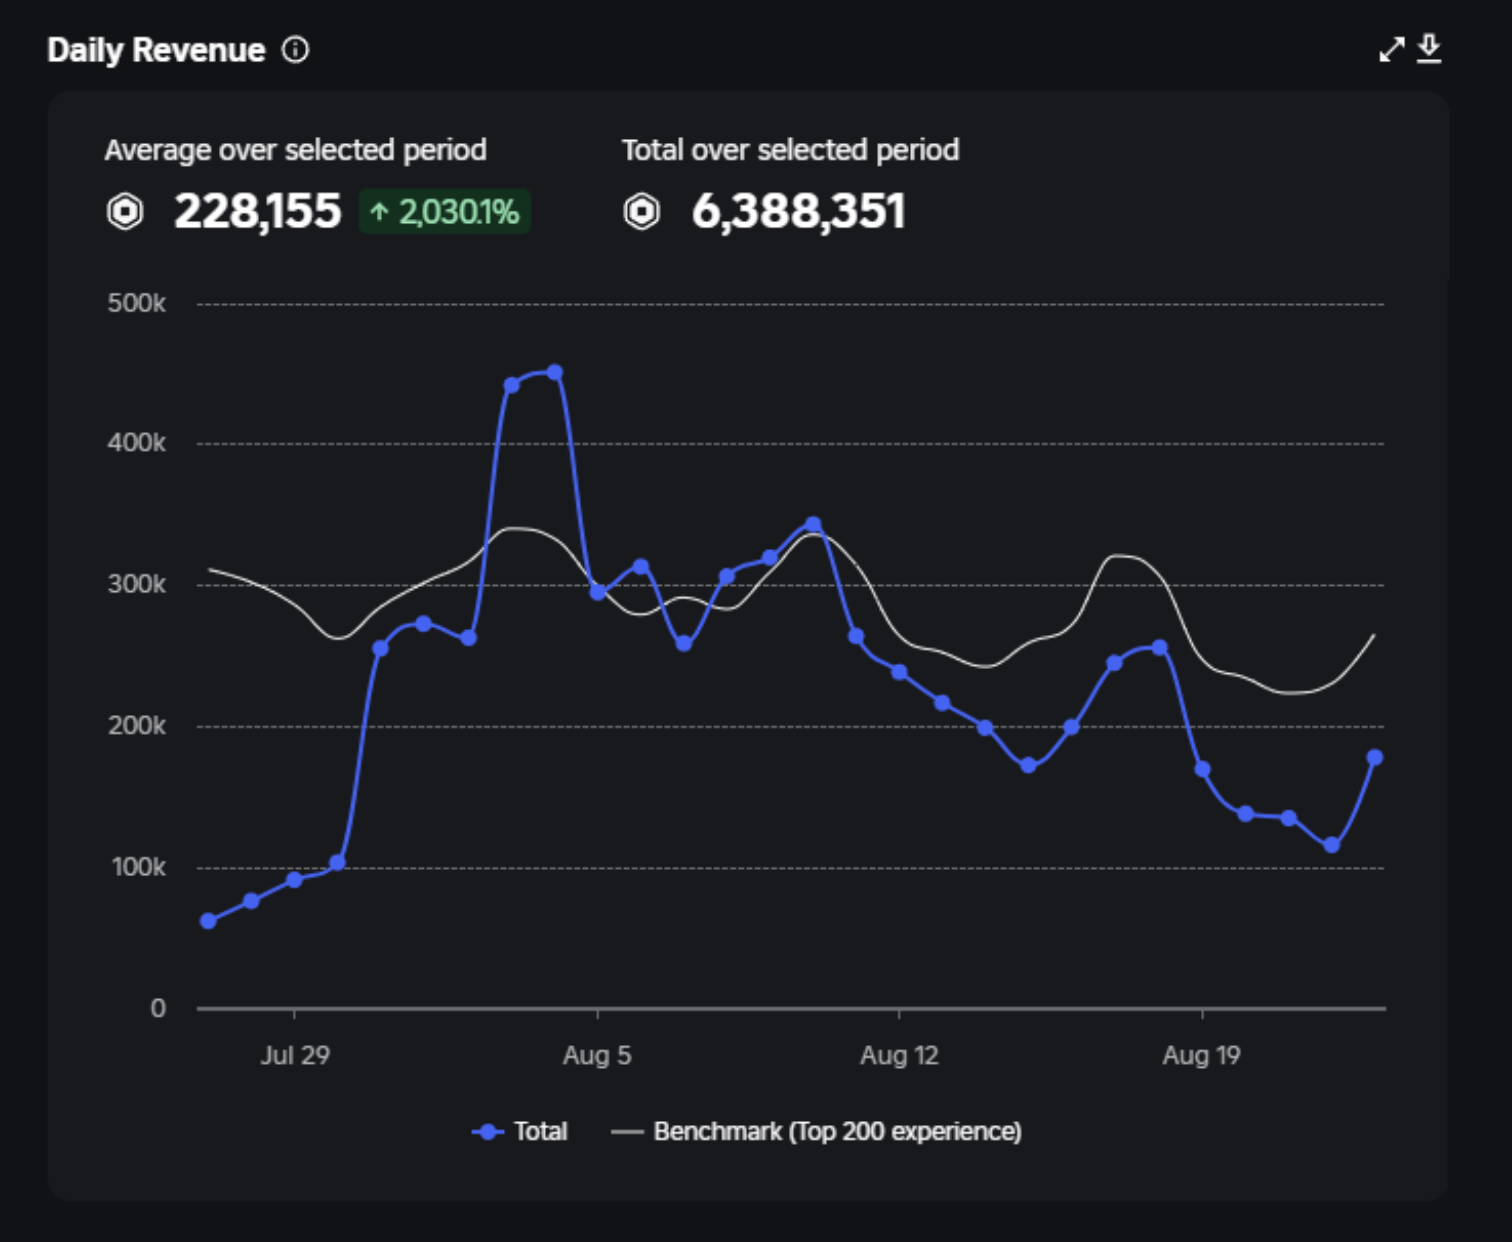 Daily Revenue
Average over selected period
228,155 ↑ 2,030.1%
Total over selected period
6,388,351
500k
400k
300k
200k
100k
0
Jul 29
Aug 5
Aug 12
Aug 19
Total
Benchmark (Top 200 experience)